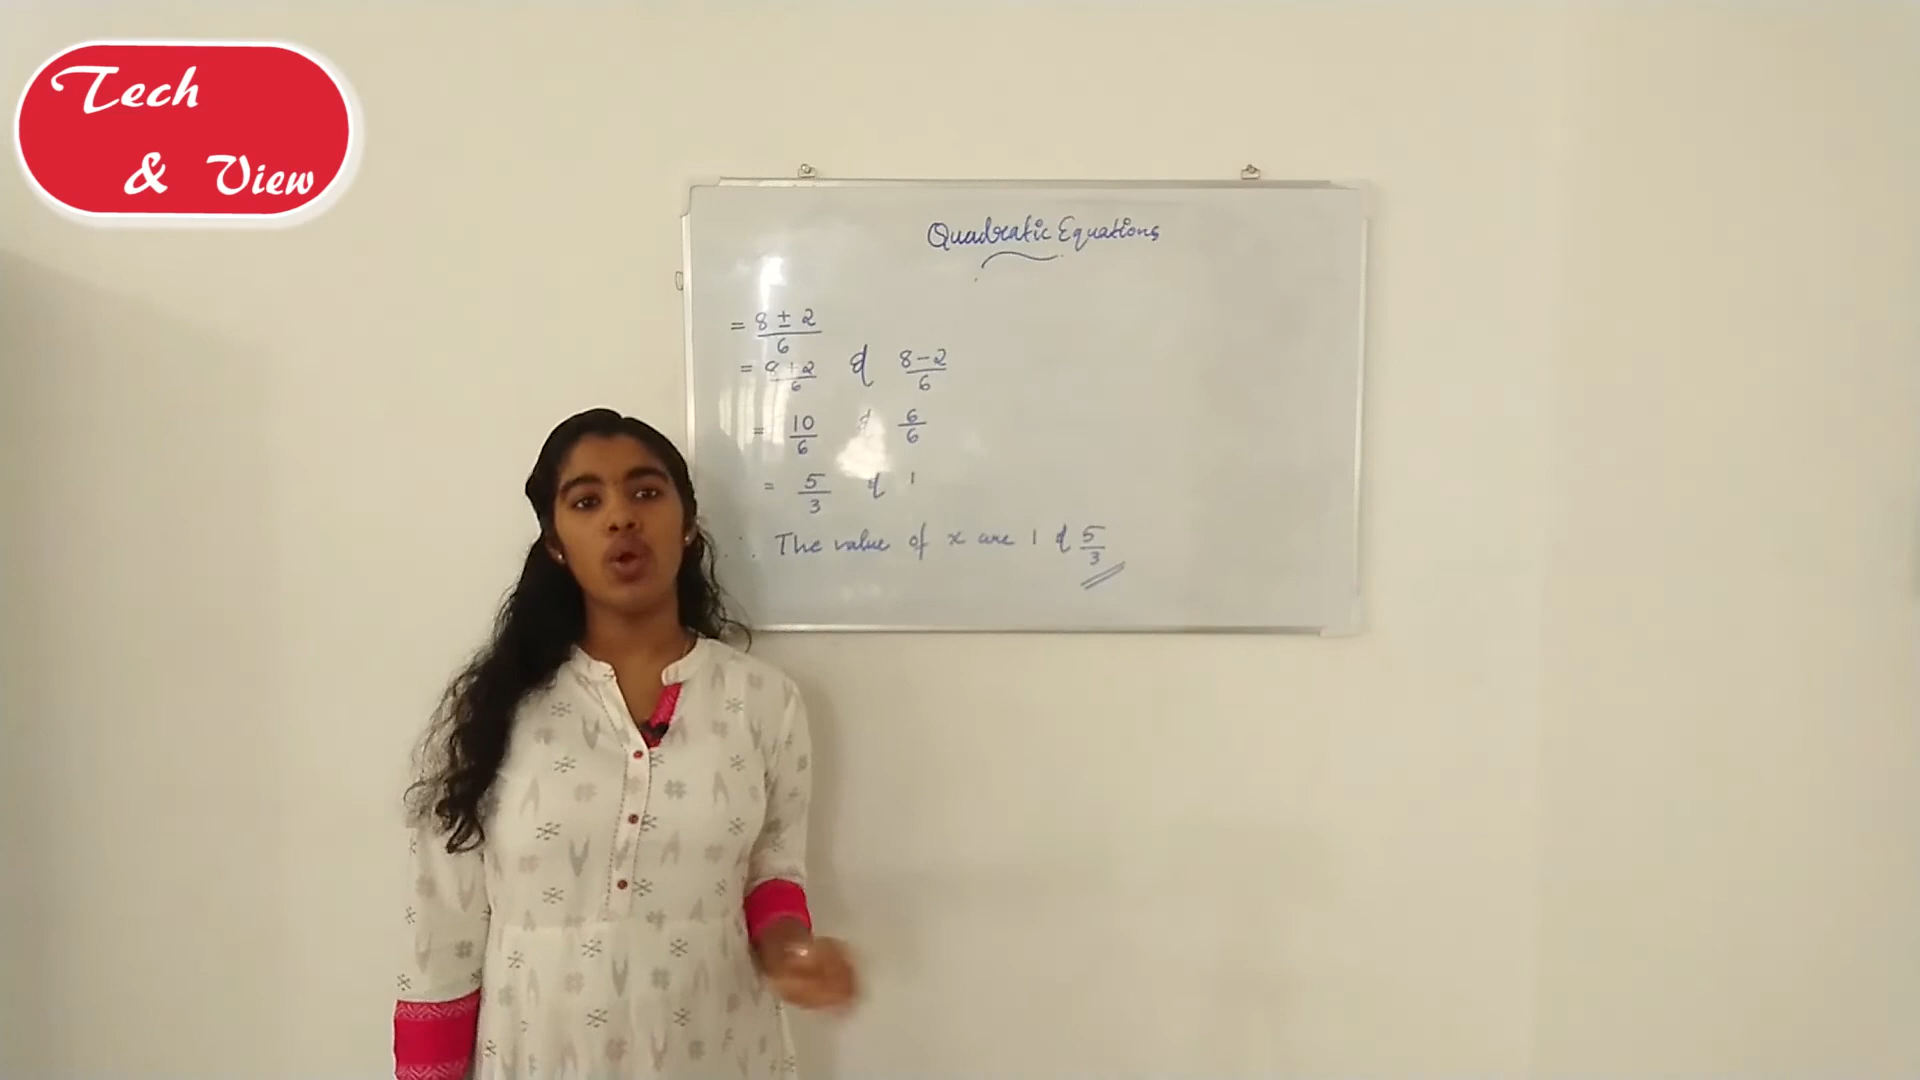 Tech
& View
Quadratic Equations
= 8 ± 2 / 6
= 8+2 / 6 & 8-2 / 6
= 10/6 & 6/6
= 5/3 & 1
∴ The value of x are 1 & 5/3